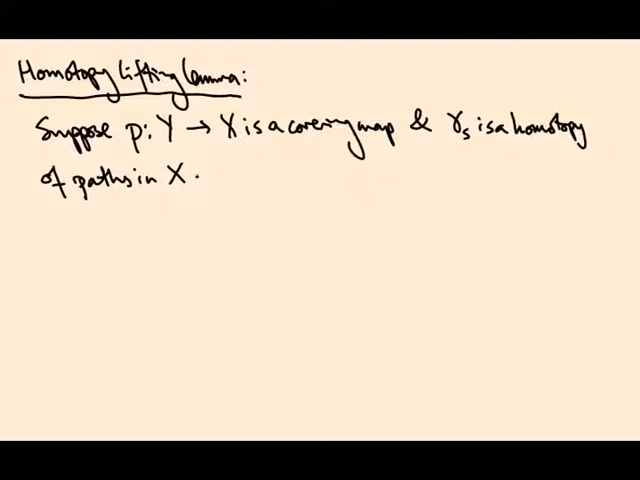 Homotopy lifting lemma:
Suppose p: Y → X is a covering map & γₛ is a homotopy
of paths in X.